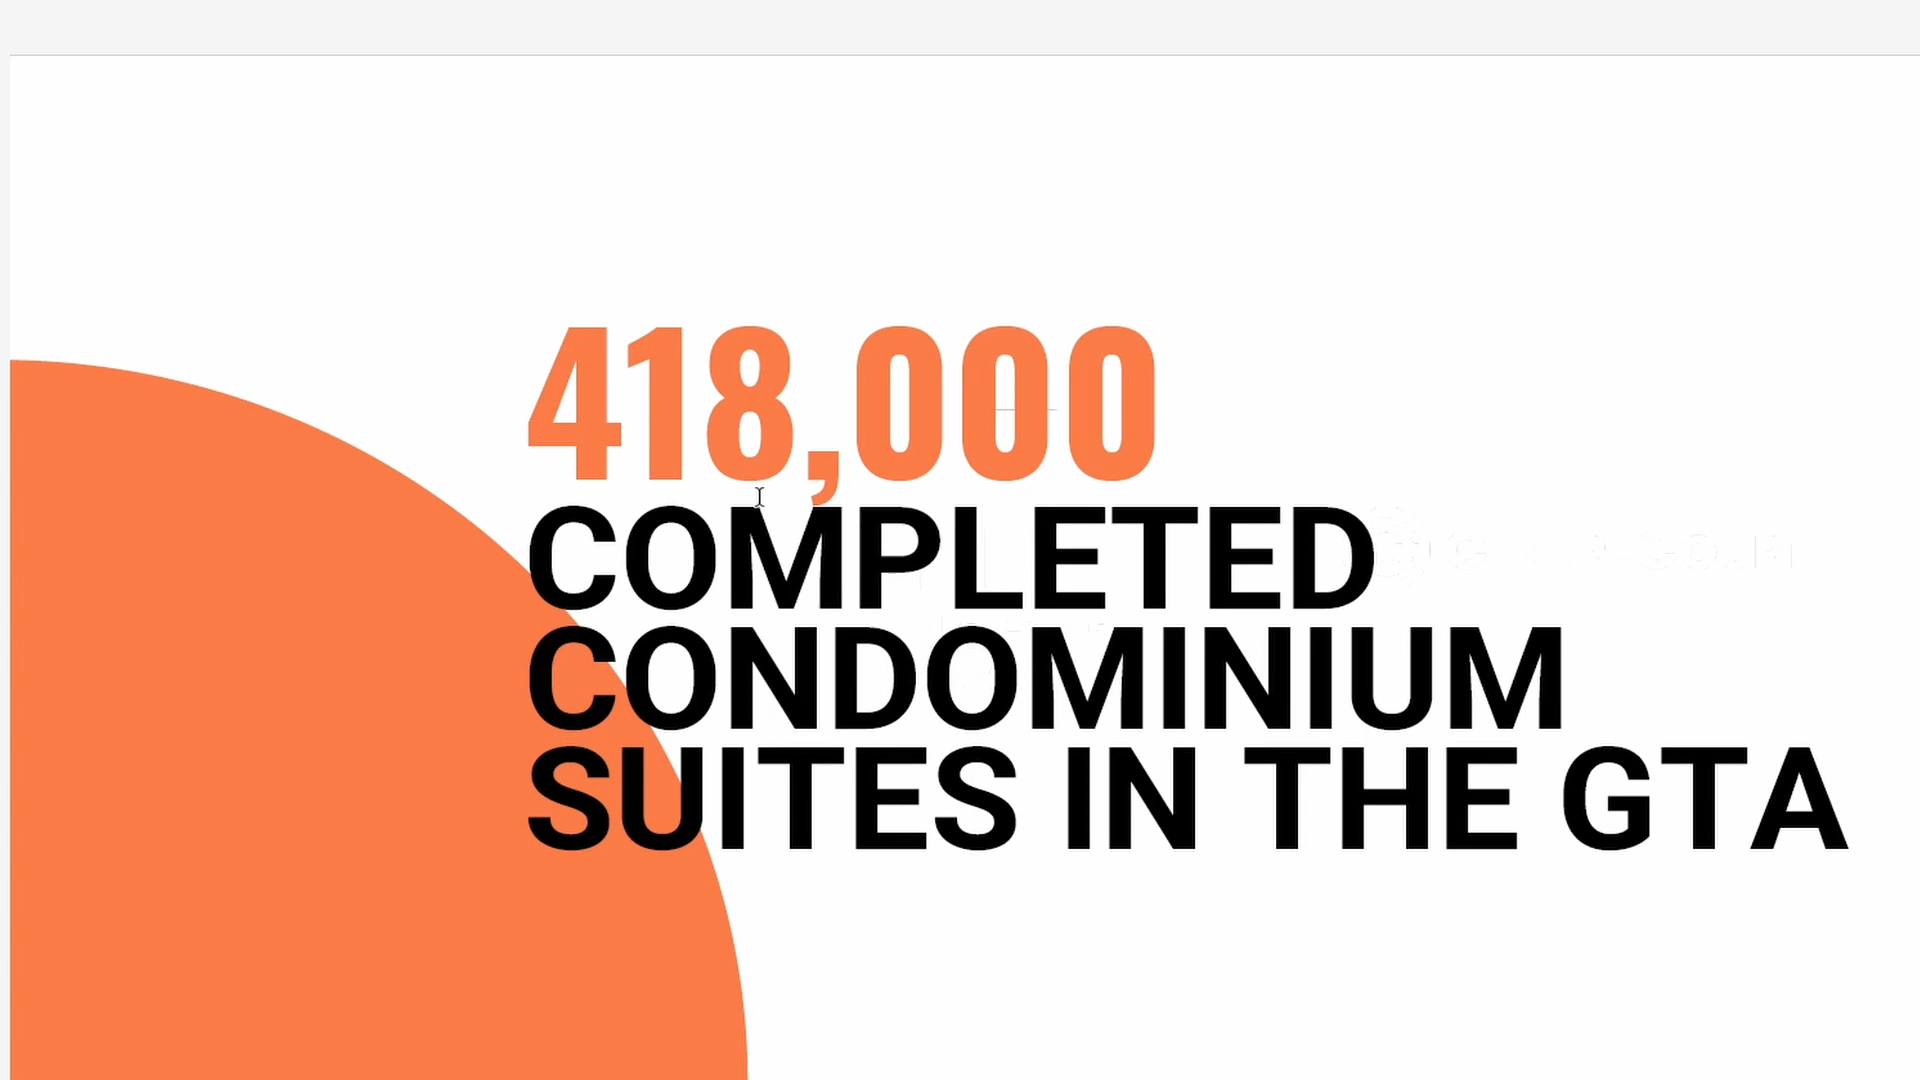 418,000
COMPLETED
CONDOMINIUM
SUITES IN THE GTA